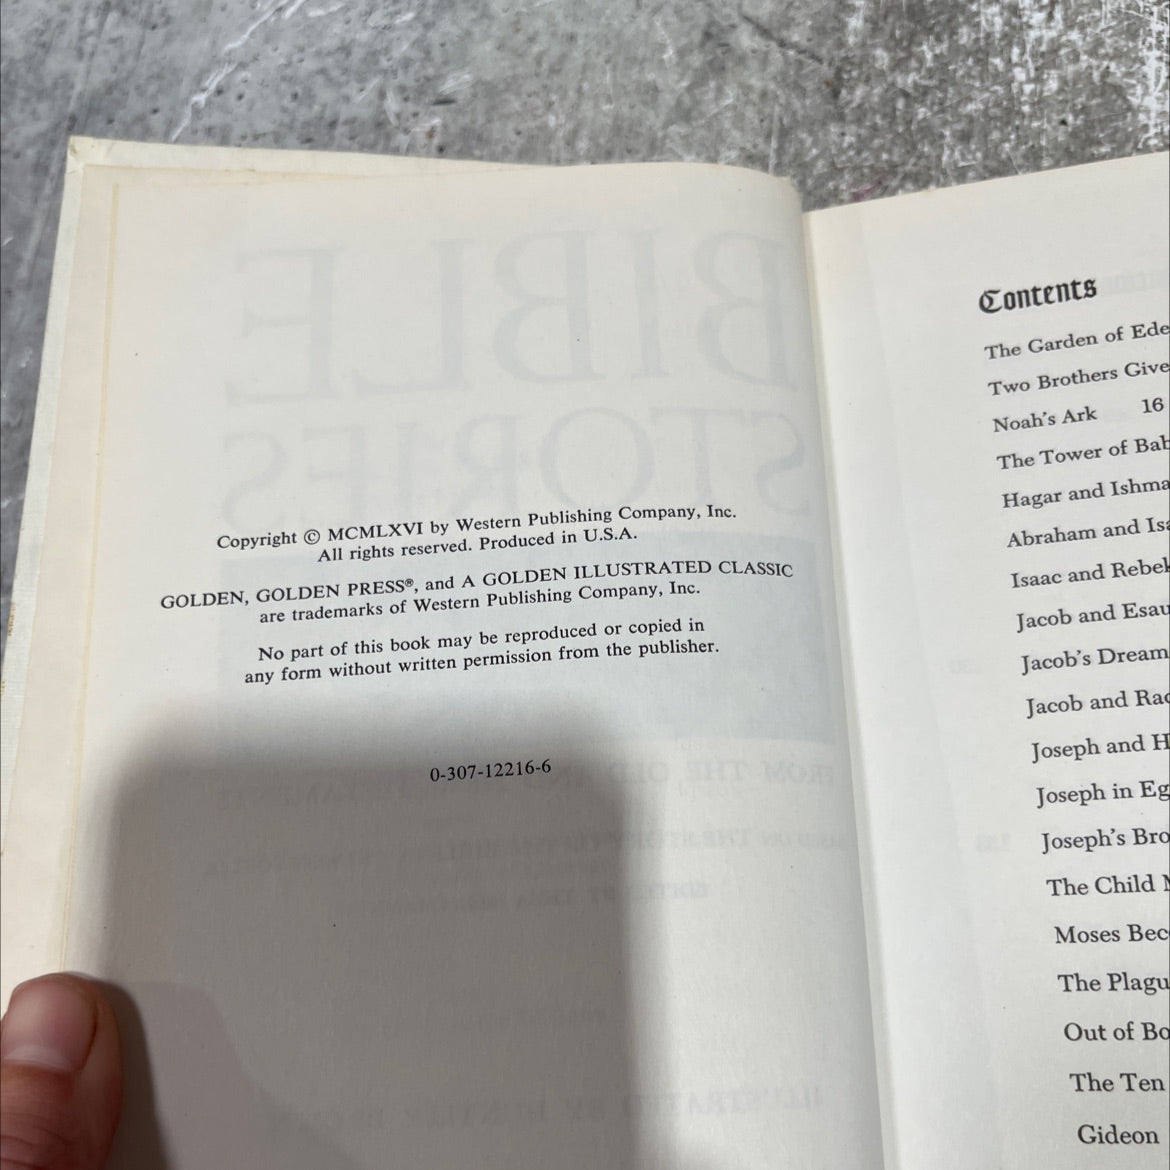 Copyright © MCMLXVI by Western Publishing Company, Inc.
All rights reserved. Produced in U.S.A.
GOLDEN, GOLDEN PRESS®, and A GOLDEN ILLUSTRATED CLASSIC
are trademarks of Western Publishing Company, Inc.
No part of this book may be reproduced or copied in
any form without written permission from the publisher.
0-307-12216-6
BIBLE
STORIES
Contents
The Garden of Ede
Two Brothers Give
Noah's Ark 16
The Tower of Bab
Hagar and Ishma
Abraham and Isa
Isaac and Rebek
Jacob and Esau
Jacob's Dream
Jacob and Rac
Joseph and H
Joseph in Eg
Joseph's Bro
The Child M
Moses Bec
The Plagu
Out of Bo
The Ten
Gideon